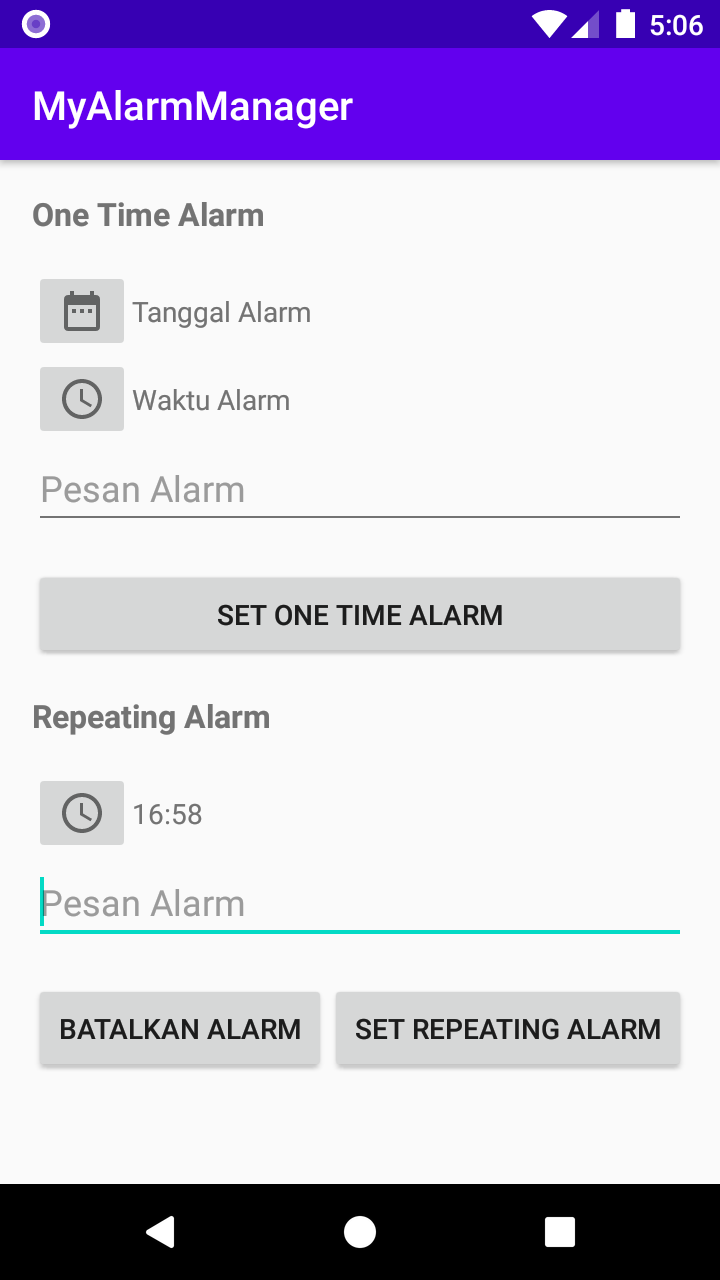 5:06
MyAlarmManager
One Time Alarm
Tanggal Alarm
Waktu Alarm
Pesan Alarm
SET ONE TIME ALARM
Repeating Alarm
16:58
Pesan Alarm
BATALKAN ALARM
SET REPEATING ALARM